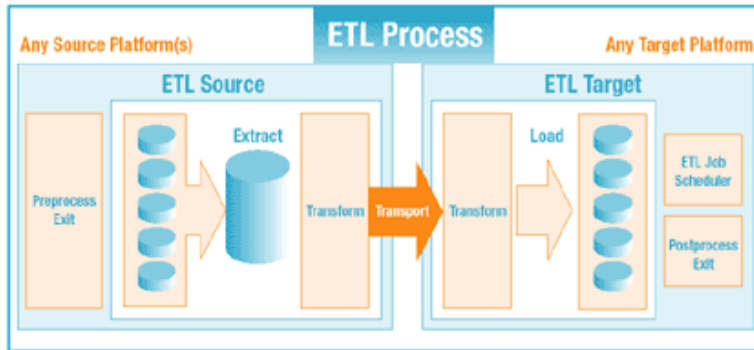 ETL Process
Any Source Platform(s)
Any Target Platform
ETL Source
ETL Target
Preprocess
Exit
Extract
Transform
Transport
Transform
Load
ETL Job
Scheduler
Postprocess
Exit